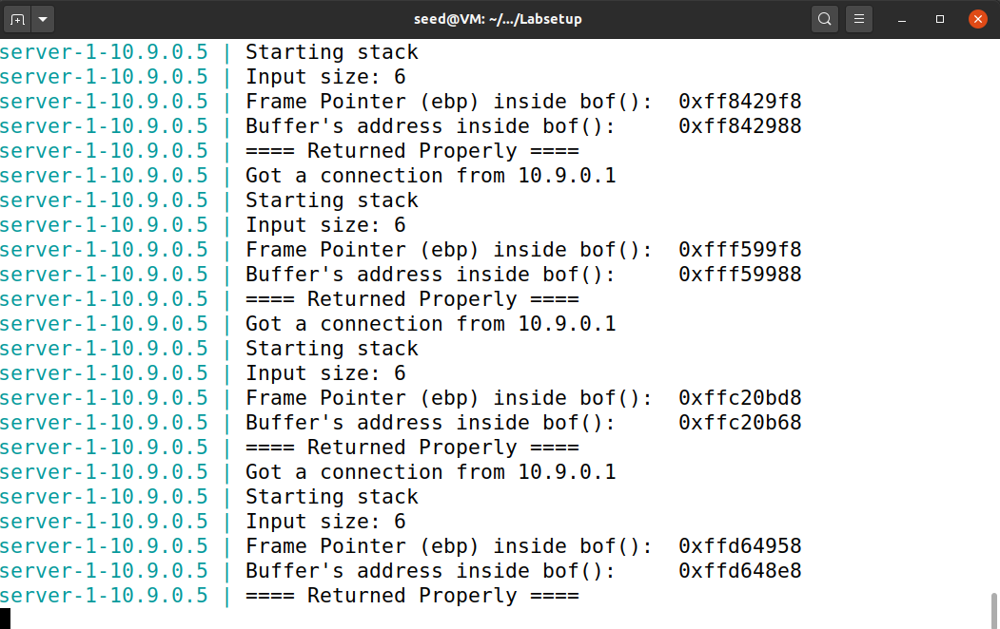 seed@VM: ~/.../Labsetup
server-1-10.9.0.5 | Starting stack
server-1-10.9.0.5 | Input size: 6
server-1-10.9.0.5 | Frame Pointer (ebp) inside bof():  0xff8429f8
server-1-10.9.0.5 | Buffer's address inside bof():     0xff842988
server-1-10.9.0.5 | ==== Returned Properly ====
server-1-10.9.0.5 | Got a connection from 10.9.0.1
server-1-10.9.0.5 | Starting stack
server-1-10.9.0.5 | Input size: 6
server-1-10.9.0.5 | Frame Pointer (ebp) inside bof():  0xfff599f8
server-1-10.9.0.5 | Buffer's address inside bof():     0xfff59988
server-1-10.9.0.5 | ==== Returned Properly ====
server-1-10.9.0.5 | Got a connection from 10.9.0.1
server-1-10.9.0.5 | Starting stack
server-1-10.9.0.5 | Input size: 6
server-1-10.9.0.5 | Frame Pointer (ebp) inside bof():  0xffc20bd8
server-1-10.9.0.5 | Buffer's address inside bof():     0xffc20b68
server-1-10.9.0.5 | ==== Returned Properly ====
server-1-10.9.0.5 | Got a connection from 10.9.0.1
server-1-10.9.0.5 | Starting stack
server-1-10.9.0.5 | Input size: 6
server-1-10.9.0.5 | Frame Pointer (ebp) inside bof():  0xffd64958
server-1-10.9.0.5 | Buffer's address inside bof():     0xffd648e8
server-1-10.9.0.5 | ==== Returned Properly ====